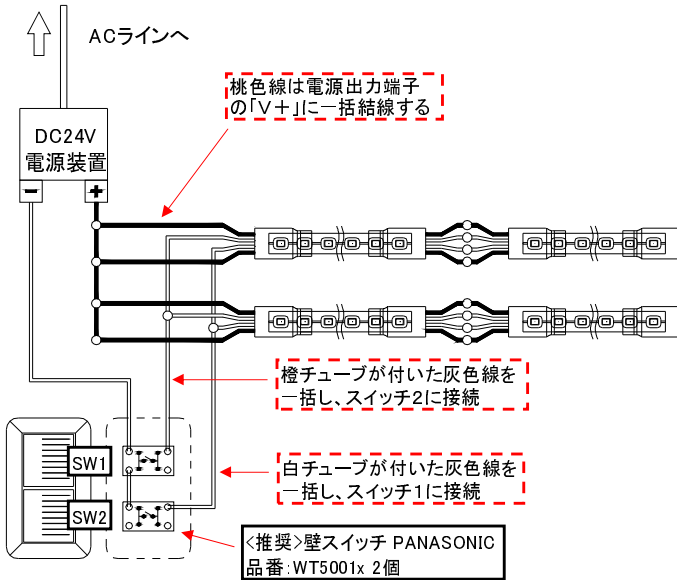 ACラインへ
桃色線は電源出力端子
の「V+」に一括結線する
DC24V
電源装置
−
+
橙チューブが付いた灰色線を
一括し、スイッチ2に接続
白チューブが付いた灰色線を
一括し、スイッチ1に接続
SW1
SW2
<推奨>壁スイッチ PANASONIC
品番:WT5001x 2個